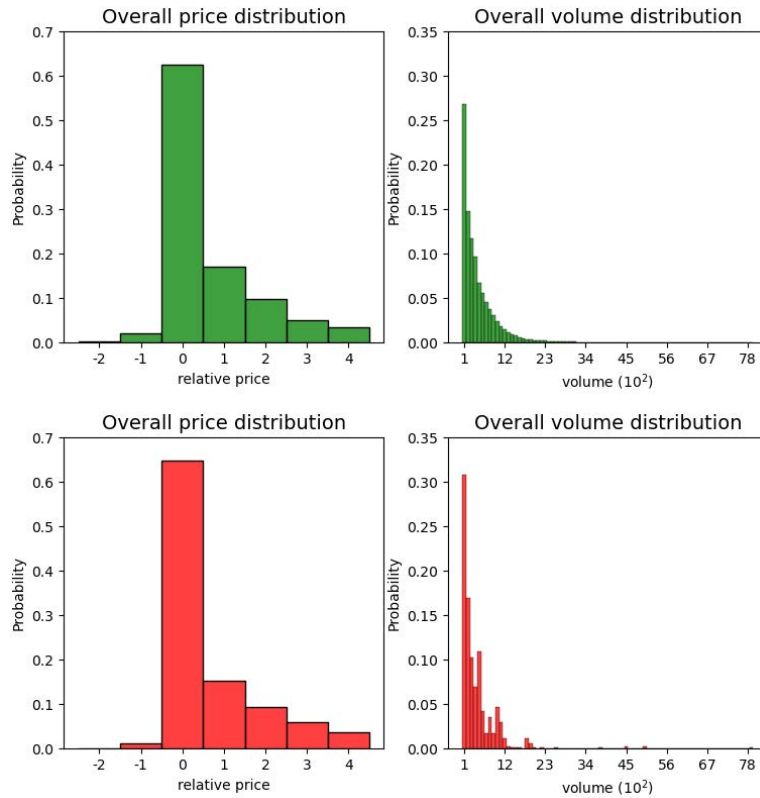 Overall price distribution
0.7
0.6
0.5
0.4
0.3
0.2
0.1
0.0
Probability
-2 -1 0 1 2 3 4
relative price
Overall volume distribution
0.35
0.30
0.25
0.20
0.15
0.10
0.05
0.00
Probability
1 12 23 34 45 56 67 78
volume (10²)
Overall price distribution
0.7
0.6
0.5
0.4
0.3
0.2
0.1
0.0
Probability
-2 -1 0 1 2 3 4
relative price
Overall volume distribution
0.35
0.30
0.25
0.20
0.15
0.10
0.05
0.00
Probability
1 12 23 34 45 56 67 78
volume (10²)